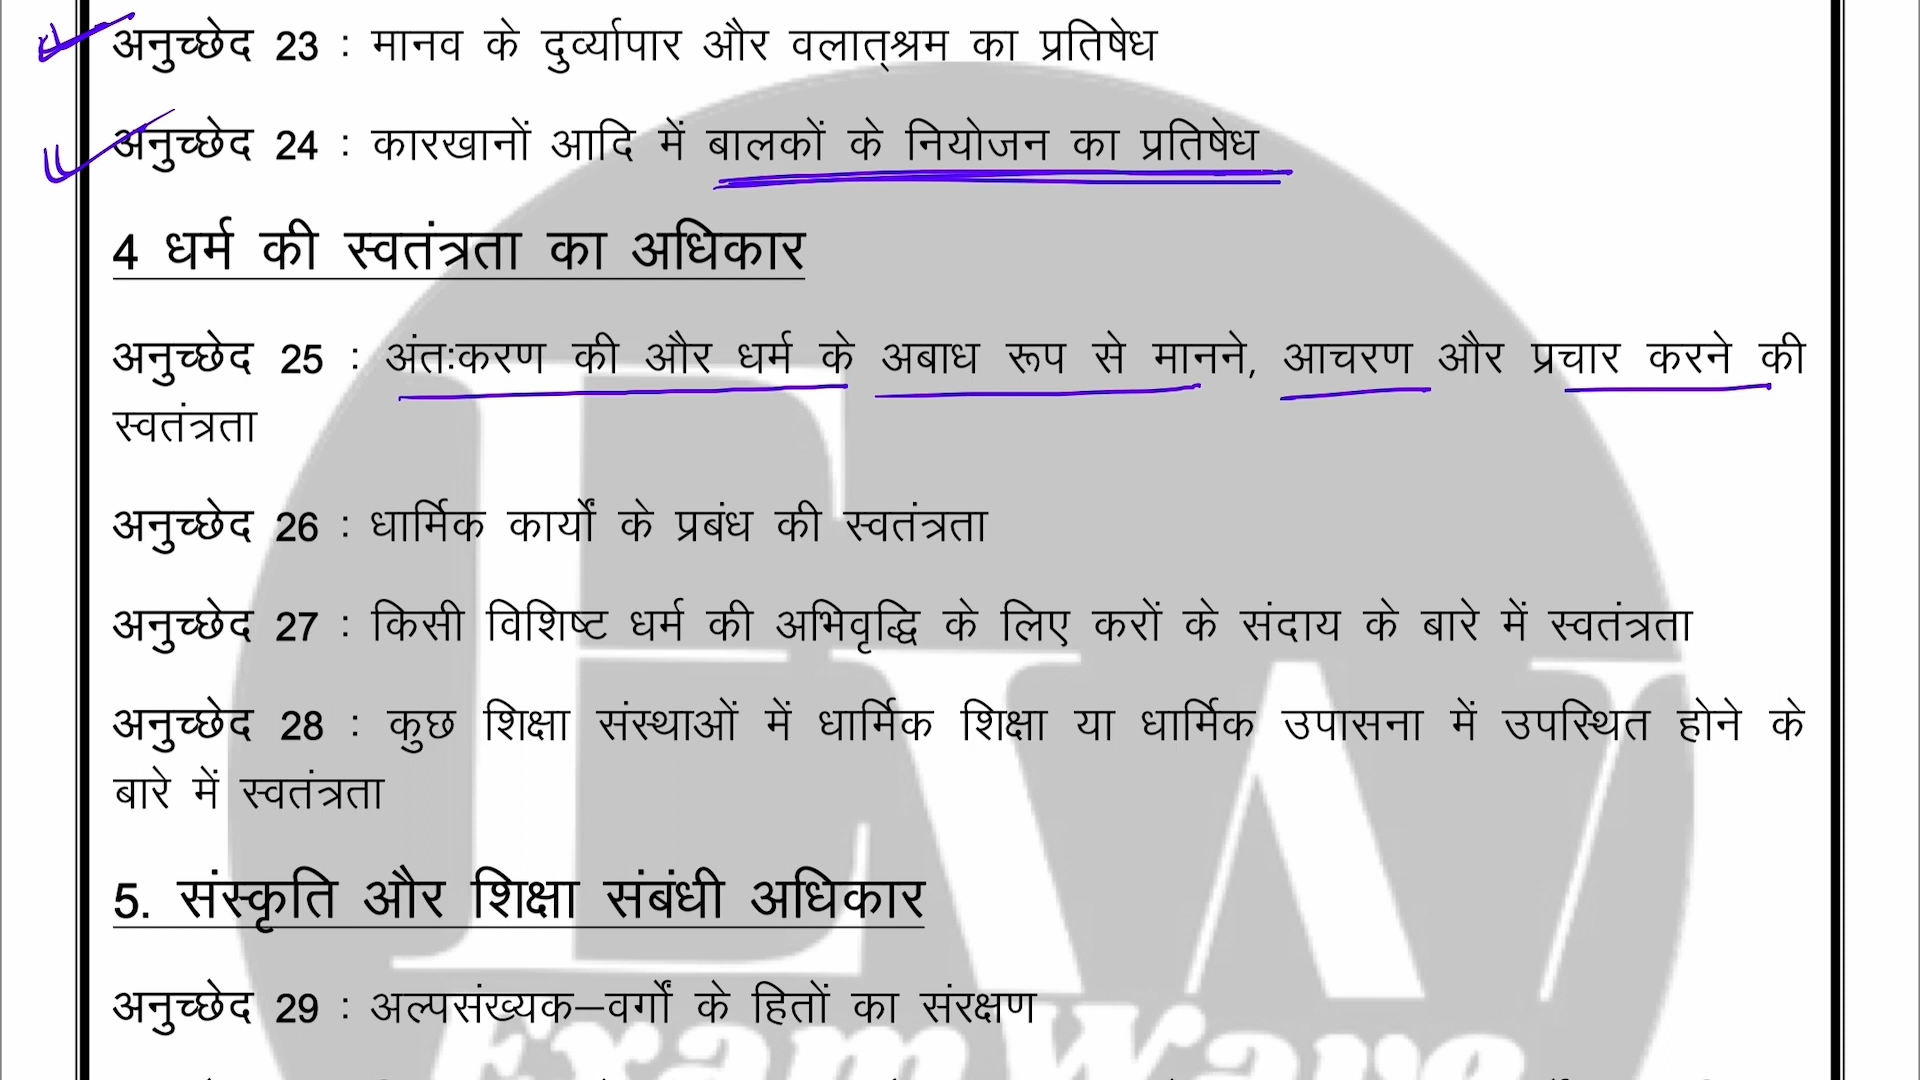 अनुच्छेद 23 : मानव के दुर्व्यापार और वलात्श्रम का प्रतिषेध
अनुच्छेद 24 : कारखानों आदि में बालकों के नियोजन का प्रतिषेध
4 धर्म की स्वतंत्रता का अधिकार
अनुच्छेद 25 : अंतःकरण की और धर्म के अबाध रूप से मानने, आचरण और प्रचार करने की
स्वतंत्रता
अनुच्छेद 26 : धार्मिक कार्यों के प्रबंध की स्वतंत्रता
अनुच्छेद 27 : किसी विशिष्ट धर्म की अभिवृद्धि के लिए करों के संदाय के बारे में स्वतंत्रता
अनुच्छेद 28 : कुछ शिक्षा संस्थाओं में धार्मिक शिक्षा या धार्मिक उपासना में उपस्थित होने के
बारे में स्वतंत्रता
5. संस्कृति और शिक्षा संबंधी अधिकार
अनुच्छेद 29 : अल्पसंख्यक–वर्गों के हितों का संरक्षण
EW
Exam Wave